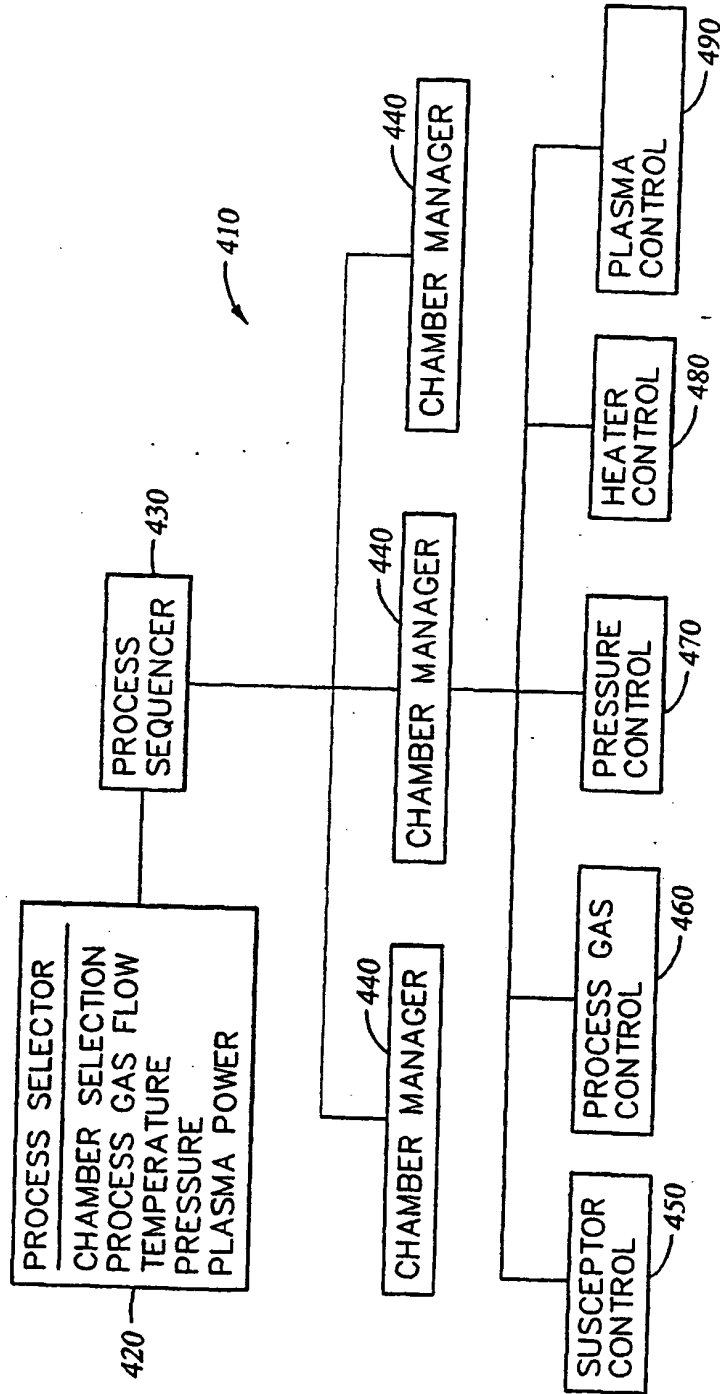 PROCESS SELECTOR
CHAMBER SELECTION
PROCESS GAS FLOW
TEMPERATURE
PRESSURE
PLASMA POWER
420
PROCESS
SEQUENCER
430
410
CHAMBER MANAGER
440
CHAMBER MANAGER
440
CHAMBER MANAGER
440
SUSCEPTOR
CONTROL
450
PROCESS GAS
CONTROL
460
PRESSURE
CONTROL
470
HEATER
CONTROL
480
PLASMA
CONTROL
490